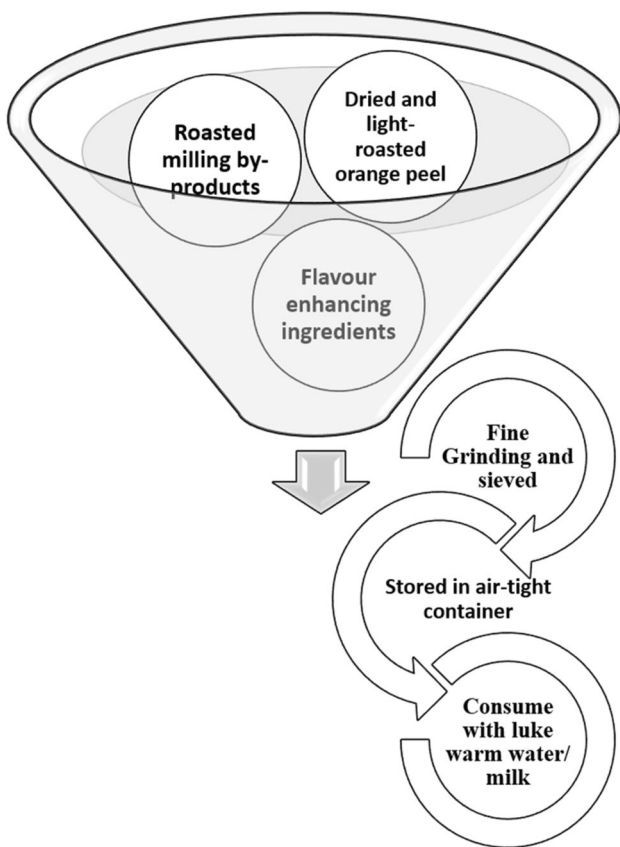 Roasted
milling by-
products
Dried and
light-
roasted
orange peel
Flavour
enhancing
ingredients
Fine
Grinding and
sieved
Stored in air-tight
container
Consume
with luke
warm water/
milk